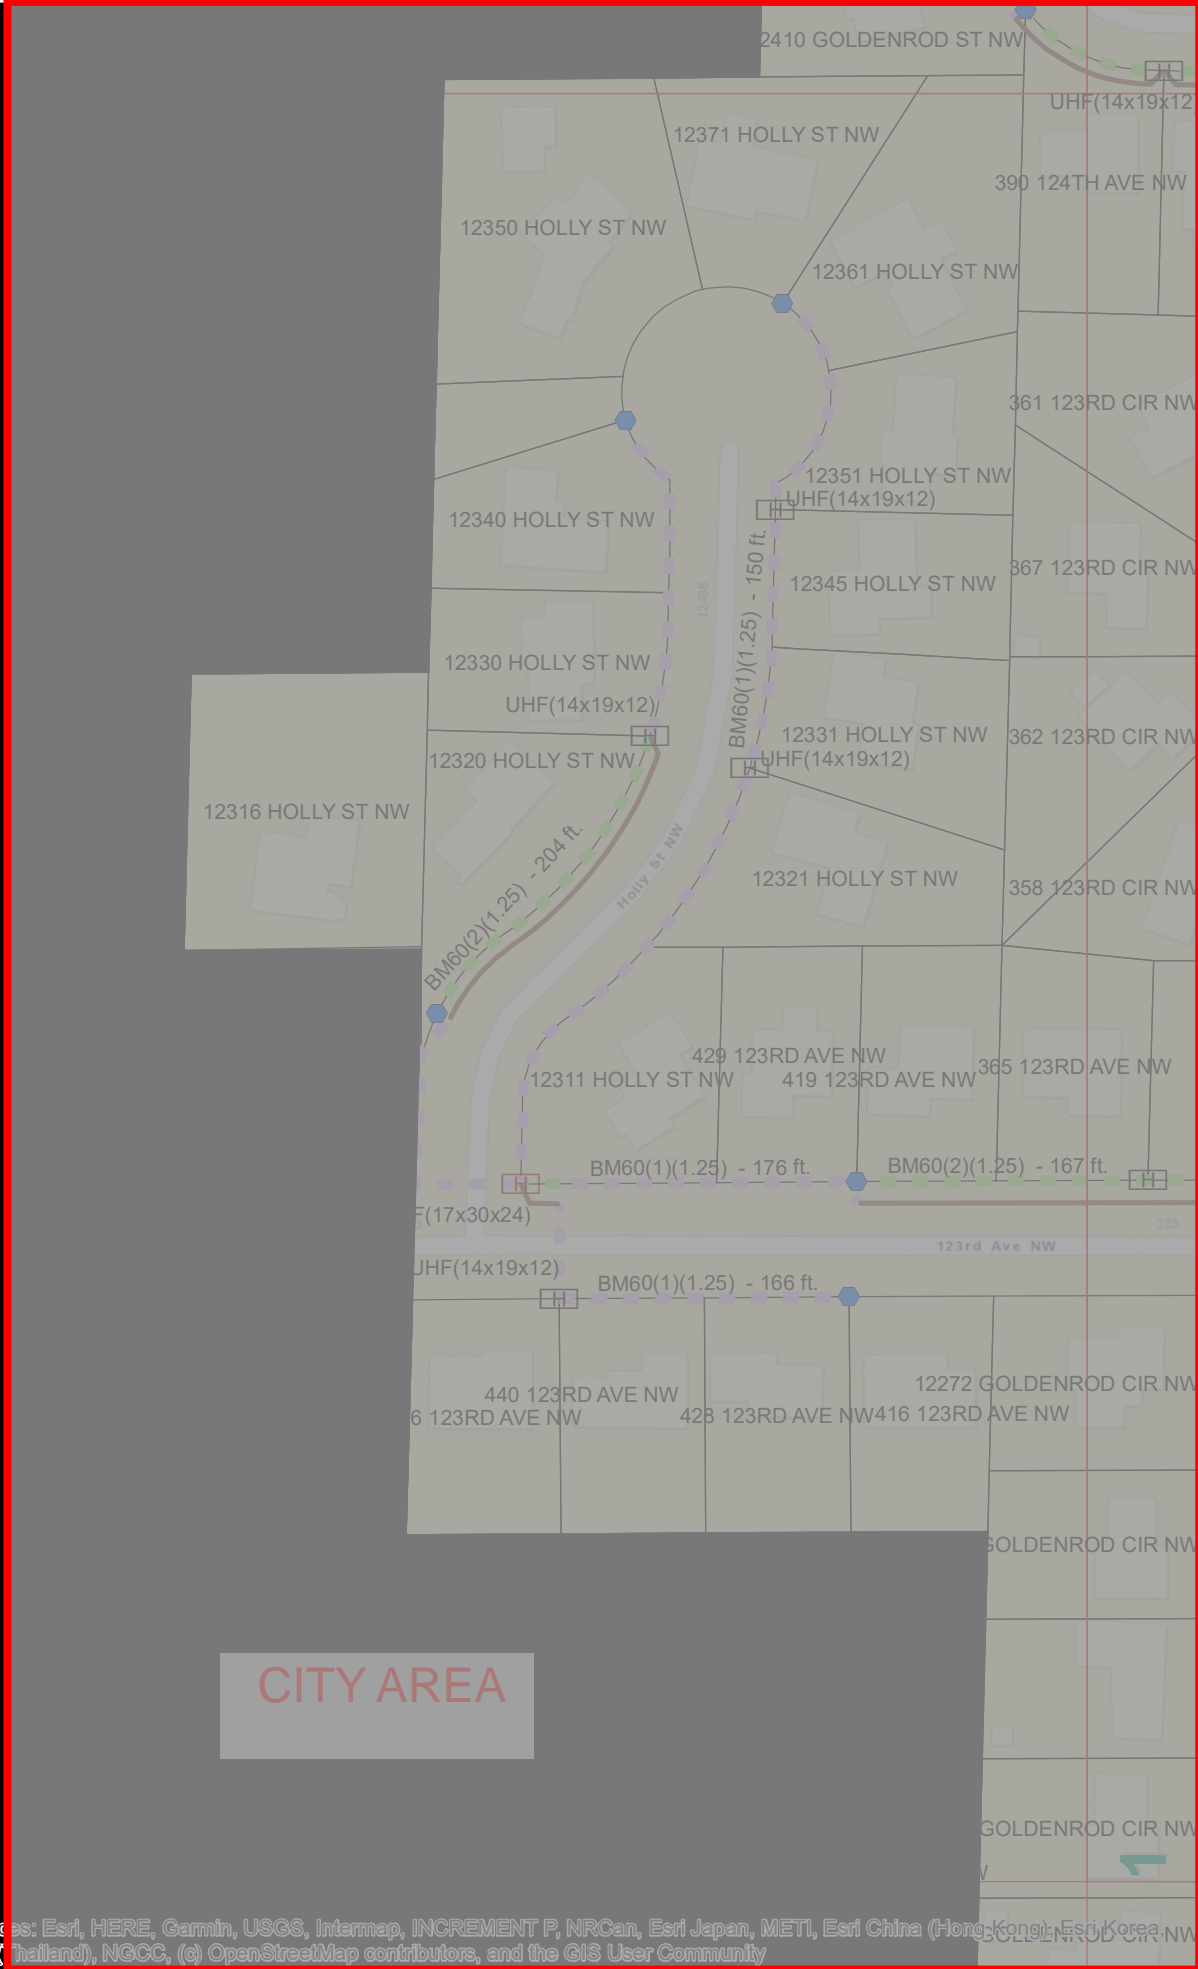 2410 GOLDENROD ST NW
UHF(14x19x12
12371 HOLLY ST NW
390 124TH AVE NW
12350 HOLLY ST NW
12361 HOLLY ST NW
361 123RD CIR NW
12351 HOLLY ST NW
UHF(14x19x12)
12340 HOLLY ST NW
BM60(1)(1.25) - 150 ft.
367 123RD CIR NW
12345 HOLLY ST NW
12498
12330 HOLLY ST NW
UHF(14x19x12)
12331 HOLLY ST NW
362 123RD CIR NW
UHF(14x19x12)
12320 HOLLY ST NW
12316 HOLLY ST NW
BM60(2)(1.25) - 204 ft.
Holly St NW
12321 HOLLY ST NW
358 123RD CIR NW
429 123RD AVE NW
365 123RD AVE NW
12311 HOLLY ST NW
419 123RD AVE NW
BM60(1)(1.25) - 176 ft.
BM60(2)(1.25) - 167 ft.
F(17x30x24)
355
123rd Ave NW
UHF(14x19x12)
BM60(1)(1.25) - 166 ft.
12272 GOLDENROD CIR NW
440 123RD AVE NW
6 123RD AVE NW
428 123RD AVE NW
416 123RD AVE NW
GOLDENROD CIR NW
CITY AREA
GOLDENROD CIR NW
1
W
es: Esri, HERE, Garmin, USGS, Intermap, INCREMENT P, NRCan, Esri Japan, METI, Esri China (Hong Kong), Esri Korea,
GOLDENROD CIR NW
(Thailand), NGCC, (c) OpenStreetMap contributors, and the GIS User Community